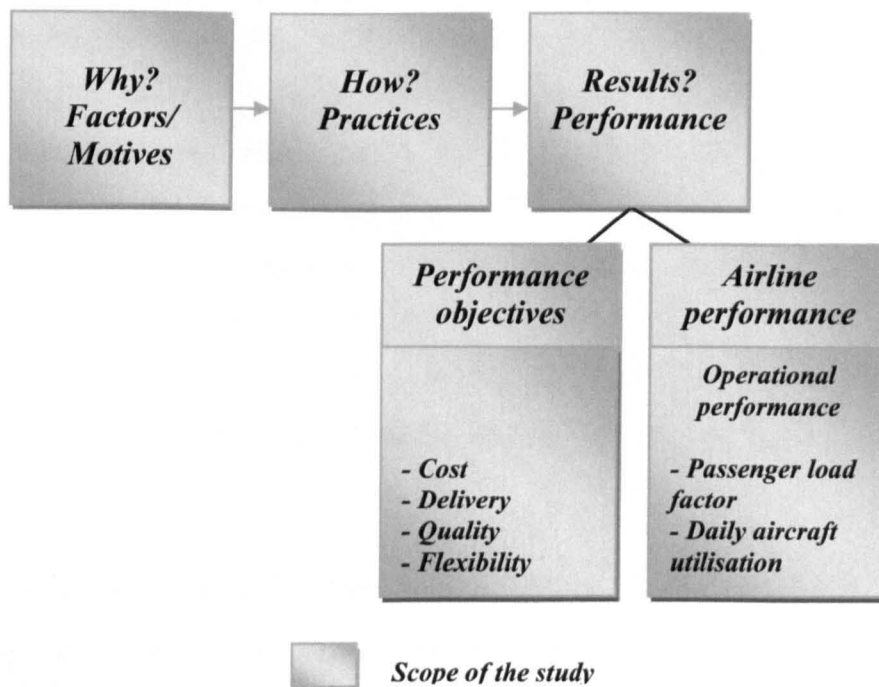 Why?
Factors/
Motives
How?
Practices
Results?
Performance
Performance
objectives
- Cost
- Delivery
- Quality
- Flexibility
Airline
performance
Operational
performance
- Passenger load
factor
- Daily aircraft
utilisation
Scope of the study